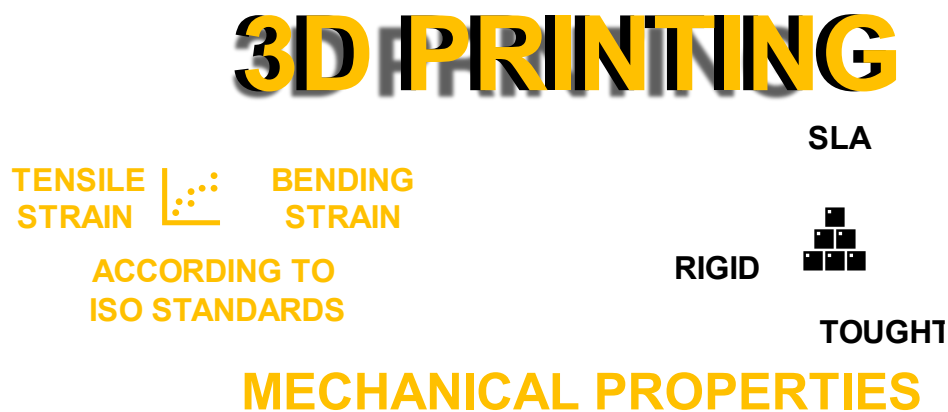 3D PRINTING
SLA
TENSILE
STRAIN
BENDING
STRAIN
ACCORDING TO
ISO STANDARDS
RIGID
TOUGHT
MECHANICAL PROPERTIES